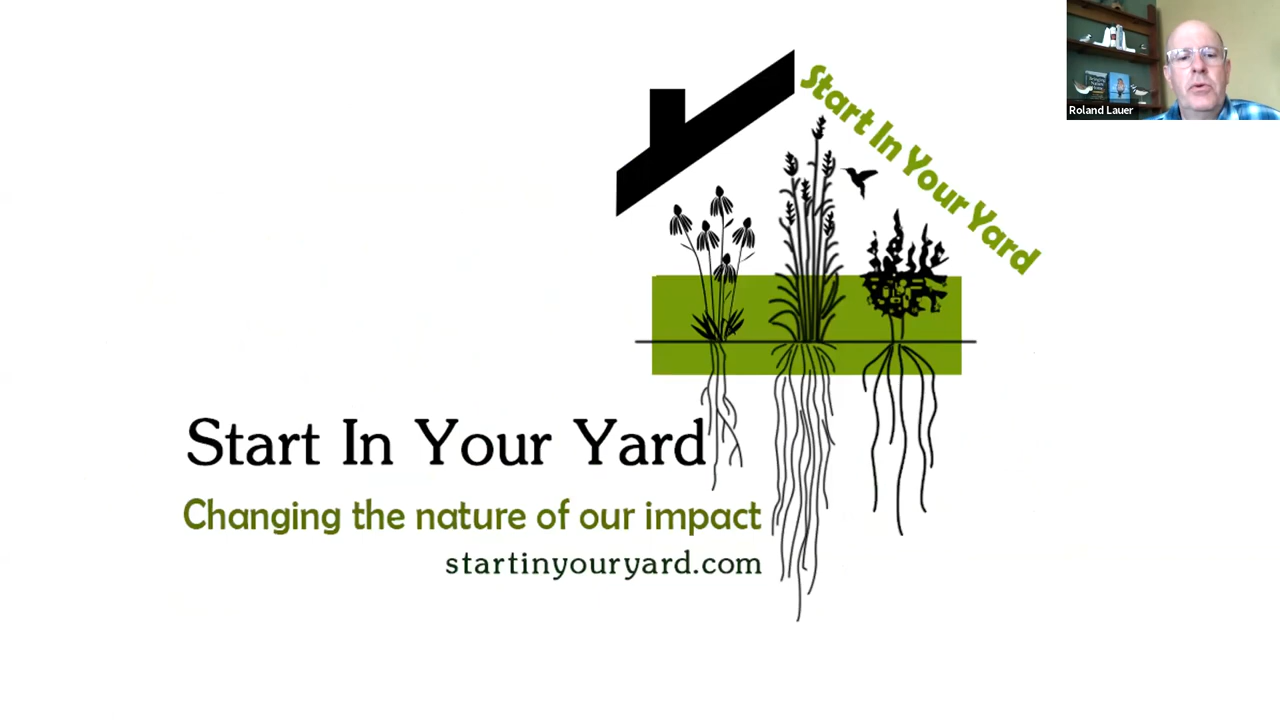 Start In Your Yard
Roland Lauer
Start In Your Yard
Changing the nature of our impact
startinyouryard.com